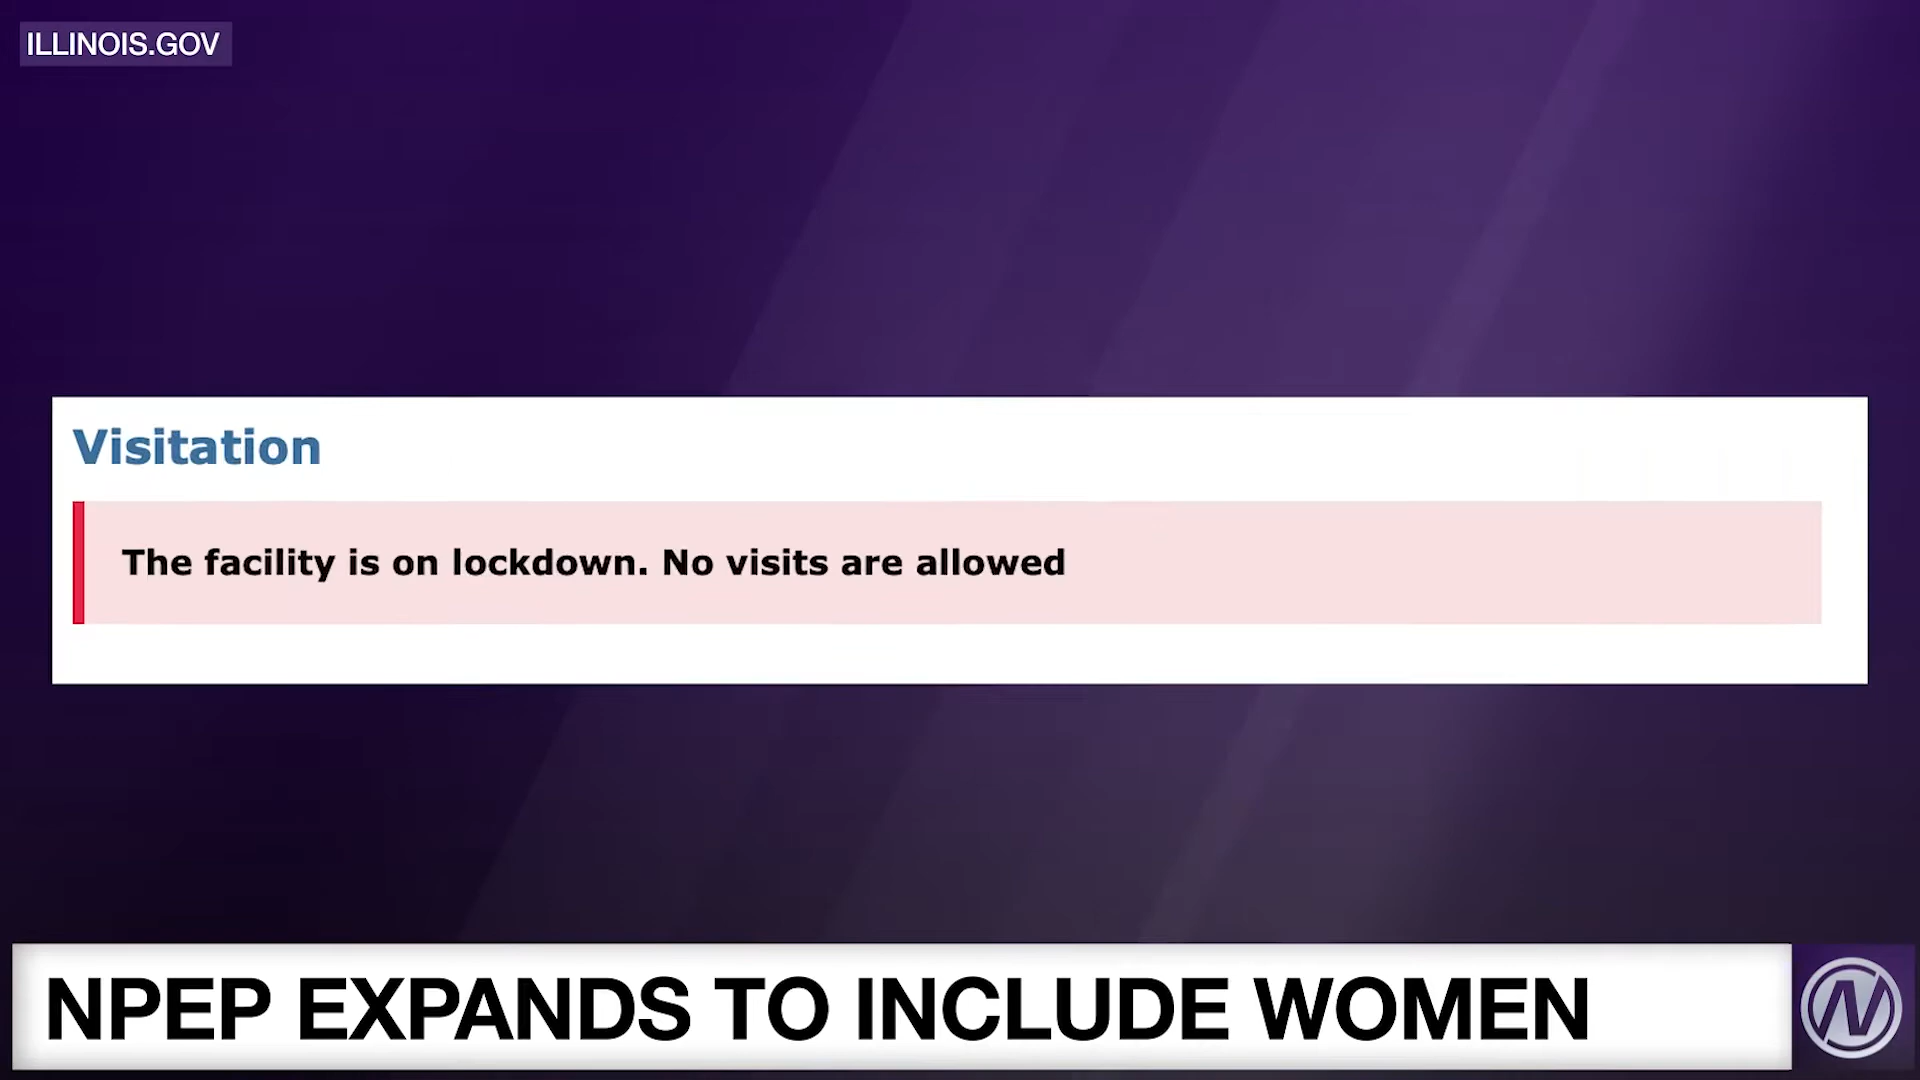 ILLINOIS.GOV
Visitation
The facility is on lockdown. No visits are allowed
NPEP EXPANDS TO INCLUDE WOMEN
N